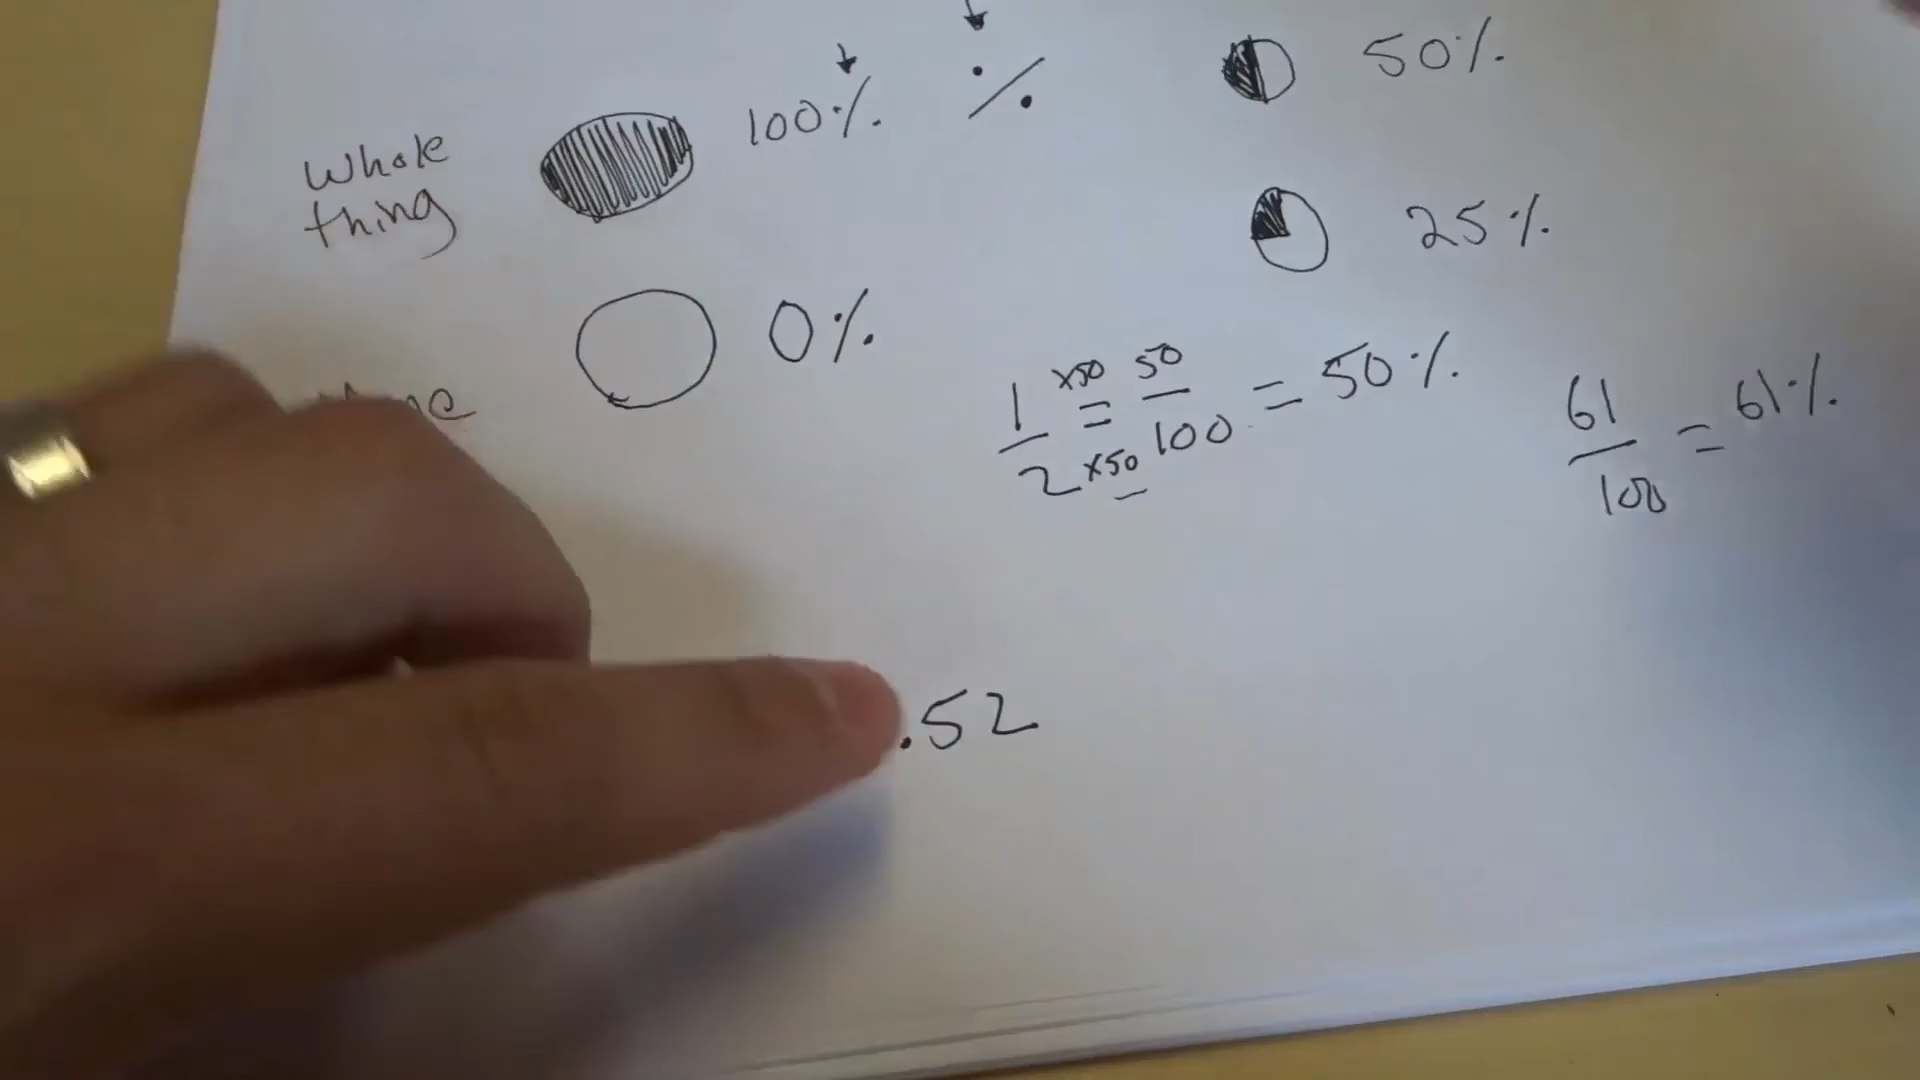 Whole
thing
100%
%
50%
25%
0%
1/2 x50/x50 = 50/100 = 50%
61/100 = 61%
.52